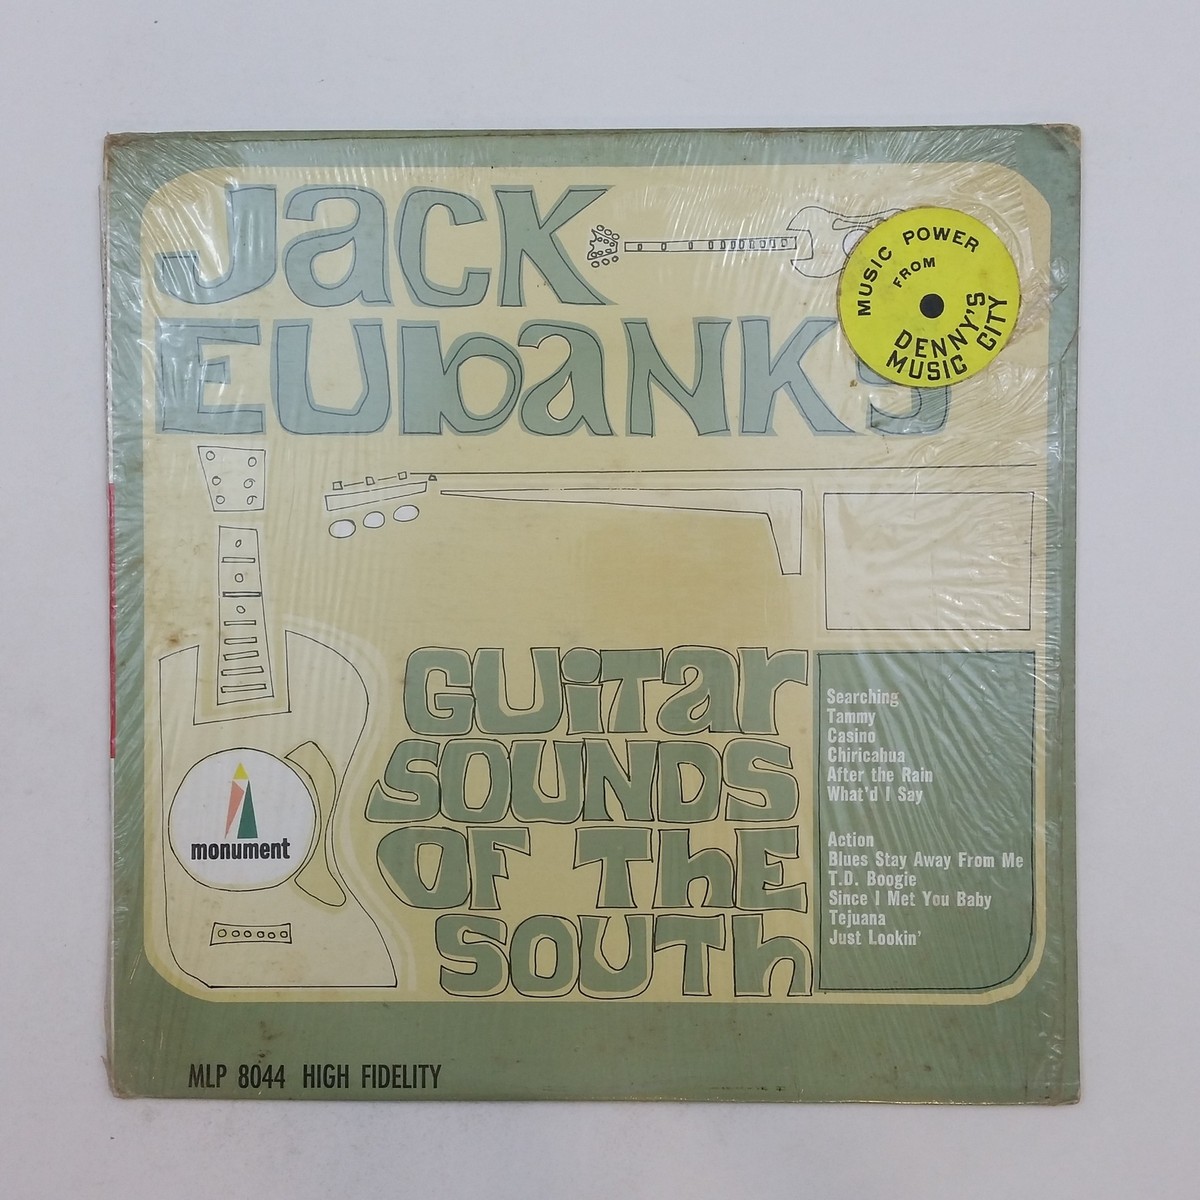 Jack
EUbaNKS
MUSIC POWER
FROM
DENNY'S
MUSIC CITY
GUiTar
SOUNDS
OF ThE
SOUTh
Searching
Tammy
Casino
Chiricahua
After the Rain
What'd I Say
Action
Blues Stay Away From Me
T.D. Boogie
Since I Met You Baby
Tejuana
Just Lookin'
monument
MLP 8044 HIGH FIDELITY